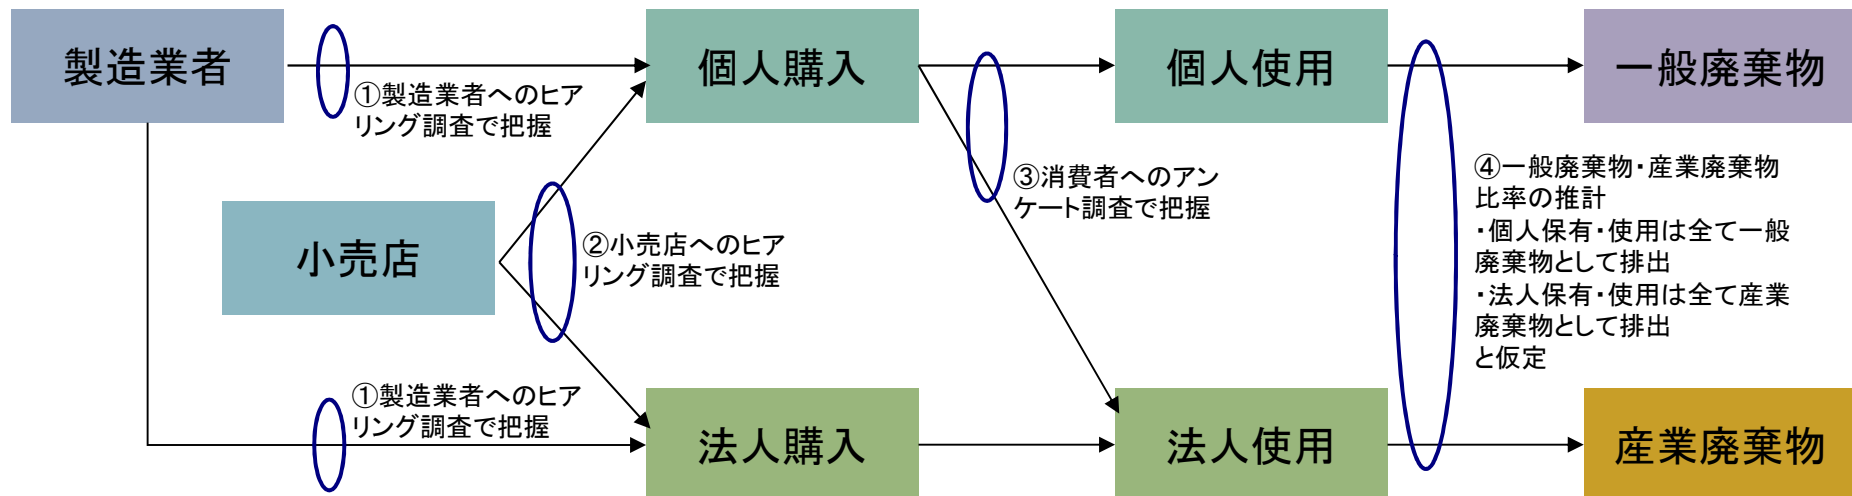 製造業者
個人購入
個人使用
一般廃棄物
①製造業者へのヒア
リング調査で把握
小売店
②小売店へのヒア
リング調査で把握
③消費者へのアン
ケート調査で把握
④一般廃棄物・産業廃棄物
比率の推計
・個人保有・使用は全て一般
廃棄物として排出
・法人保有・使用は全て産業
廃棄物として排出
と仮定
①製造業者へのヒア
リング調査で把握
法人購入
法人使用
産業廃棄物